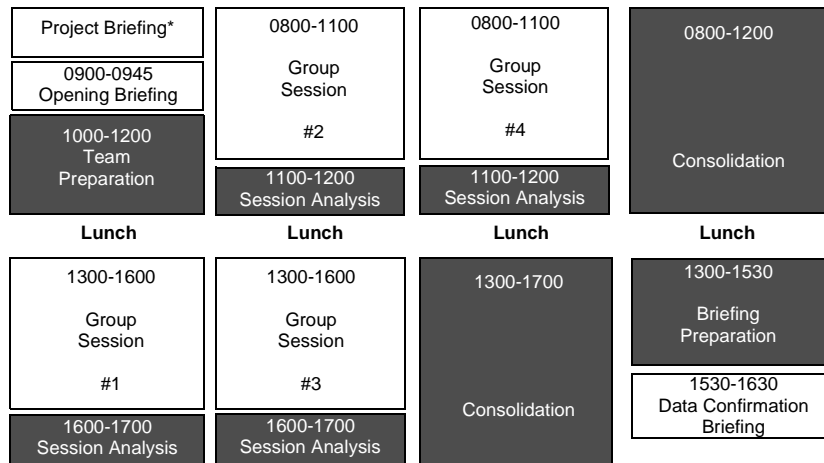 Project Briefing*
0900-0945
Opening Briefing
1000-1200
Team
Preparation
Lunch
1300-1600
Group
Session
#1
1600-1700
Session Analysis
0800-1100
Group
Session
#2
1100-1200
Session Analysis
Lunch
1300-1600
Group
Session
#3
1600-1700
Session Analysis
0800-1100
Group
Session
#4
1100-1200
Session Analysis
Lunch
1300-1700
Consolidation
0800-1200
Consolidation
Lunch
1300-1530
Briefing
Preparation
1530-1630
Data Confirmation
Briefing